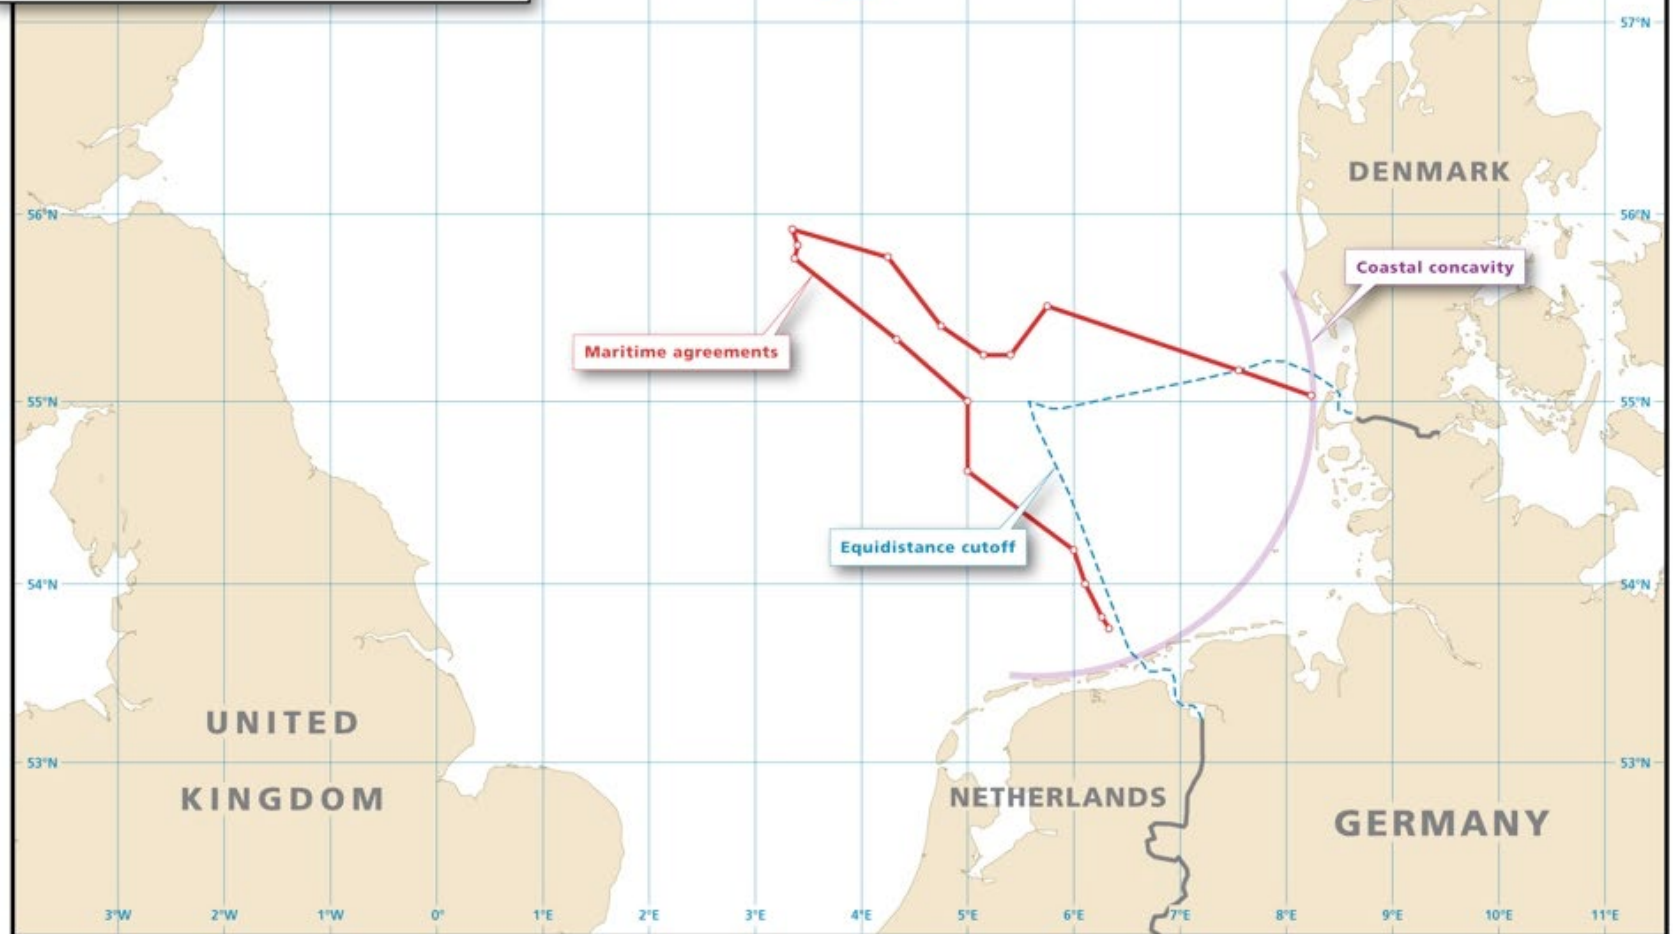 57°N
DENMARK
56°N
56°N
Coastal concavity
Maritime agreements
55°N
55°N
Equidistance cutoff
54°N
54°N
UNITED
KINGDOM
53°N
53°N
NETHERLANDS
GERMANY
3°W 2°W 1°W 0° 1°E 2°E 3°E 4°E 5°E 6°E 7°E 8°E 9°E 10°E 11°E